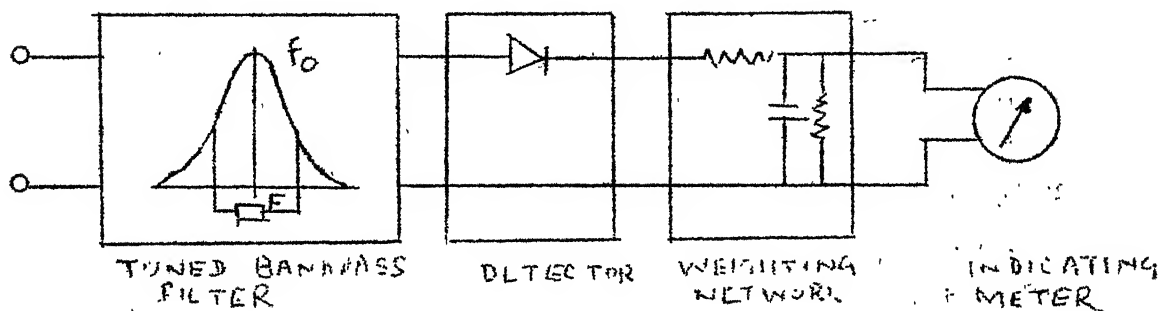 F₀
F
TUNED BANDPASS
FILTER
DETECTOR
WEIGHTING
NETWORK
INDICATING
METER